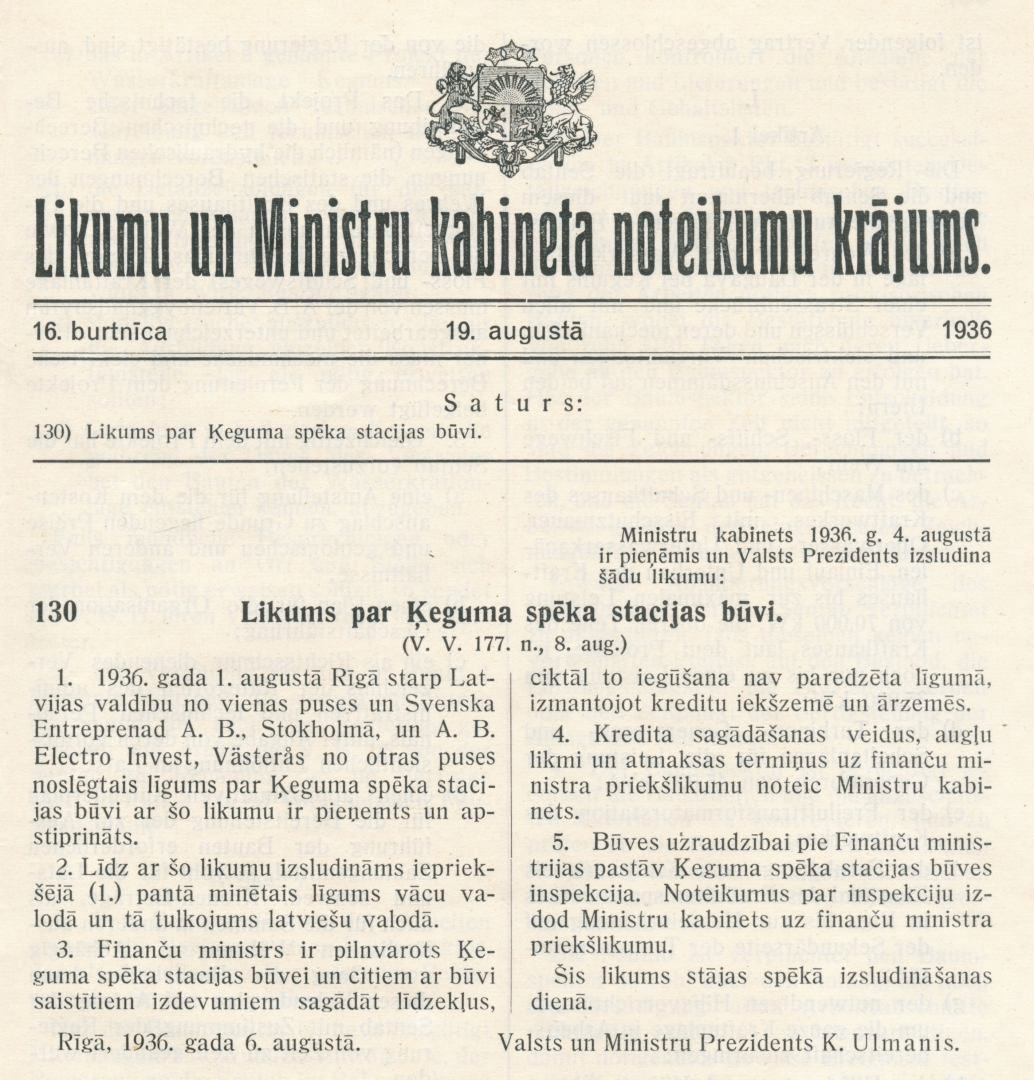 Likumu un Ministru kabineta noteikumu krājums.
16. burtnīca 19. augustā 1936
Saturs:
130) Likums par Ķeguma spēka stacijas būvi.
Ministru kabinets 1936. g. 4. augustā
ir pieņēmis un Valsts Prezidents izsludina
šādu likumu:
130 Likums par Ķeguma spēka stacijas būvi.
(V. V. 177. n., 8. aug.)
1. 1936. gada 1. augustā Rīgā starp Lat-
vijas valdību no vienas puses un Svenska
Entreprenad A. B., Stokholmā, un A. B.
Electro Invest, Västerås no otras puses
noslēgtais līgums par Ķeguma spēka staci-
jas būvi ar šo likumu ir pieņemts un ap-
stiprināts.
2. Līdz ar šo likumu izsludināms iepriek-
šējā (1.) pantā minētais līgums vācu va-
lodā un tā tulkojums latviešu valodā.
3. Finanču ministrs ir pilnvarots Ķe-
guma spēka stacijas būvei un citiem ar būvi
saistītiem izdevumiem sagādāt līdzekļus,
ciktāl to iegūšana nav paredzēta līgumā,
izmantojot kreditu iekšzemē un ārzemēs.
4. Kredita sagādāšanas veidus, augļu
likmi un atmaksas termiņus uz finanču mi-
nistra priekšlikumu noteic Ministru kabi-
nets.
5. Būves uzraudzībai pie Finanču minis-
trijas pastāv Ķeguma spēka stacijas būves
inspekcija. Noteikumus par inspekciju iz-
dod Ministru kabinets uz finanču ministra
priekšlikumu.
Šis likums stājas spēkā izsludināšanas
dienā.
Rīgā, 1936. gada 6. augustā. Valsts un Ministru Prezidents K. Ulmanis.